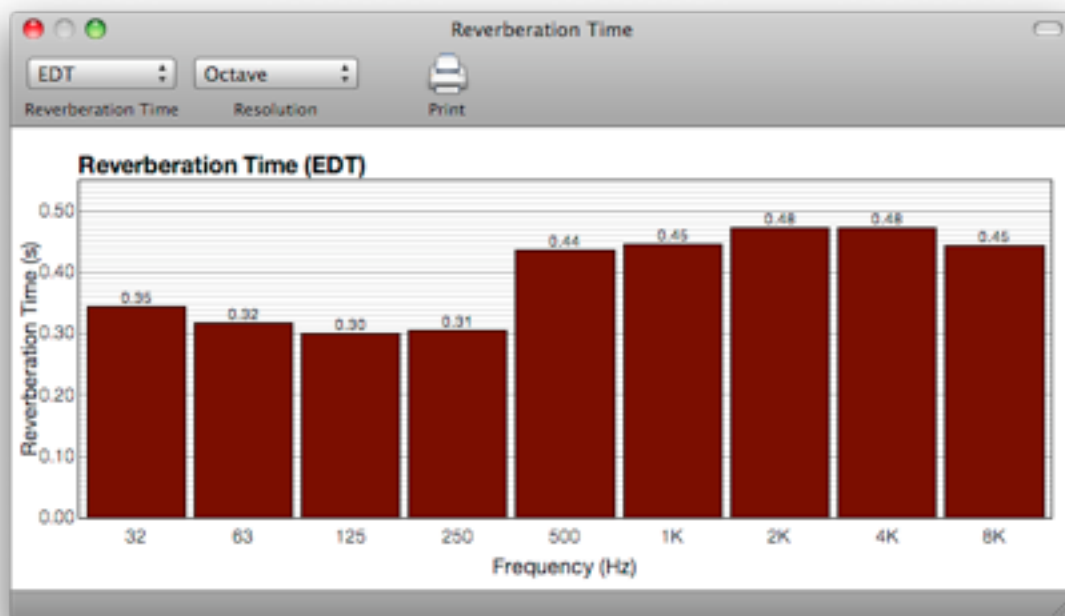 Reverberation Time
EDT Octave
Reverberation Time Resolution Print
Reverberation Time (EDT)
Reverberation Time (s)
0.50
0.40
0.30
0.20
0.10
0.00
0.35 0.32 0.30 0.31 0.44 0.45 0.48 0.48 0.45
32 63 125 250 500 1K 2K 4K 8K
Frequency (Hz)